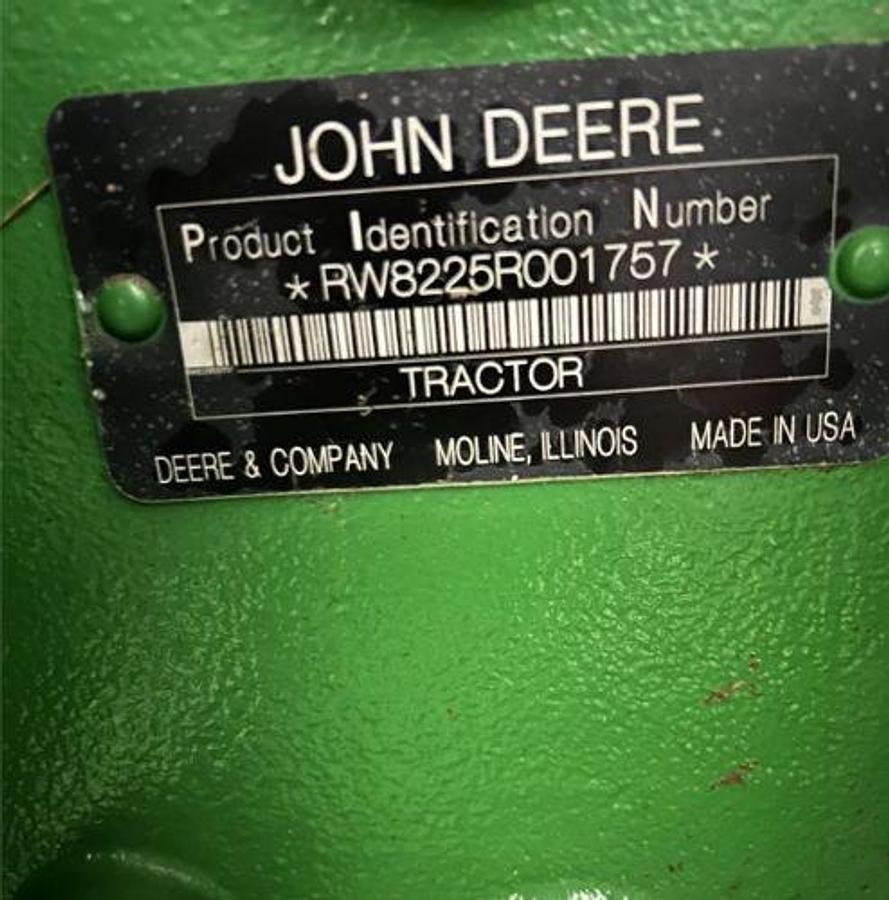 JOHN DEERE
Product Identification Number
*RW8225R001757*
TRACTOR
DEERE & COMPANY MOLINE, ILLINOIS MADE IN USA